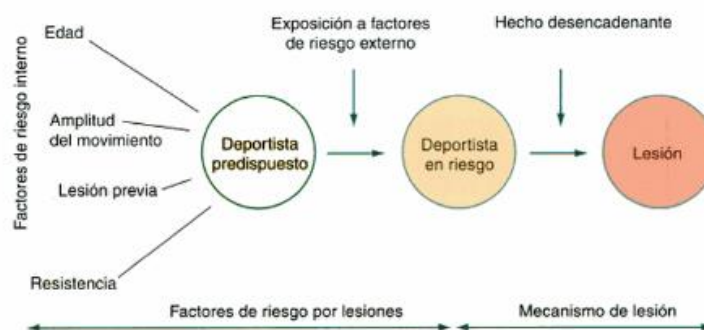 Factores de riesgo interno
Edad
Amplitud
del movimiento
Lesión previa
Resistencia
Deportista
predispuesto
Exposición a factores
de riesgo externo
Deportista
en riesgo
Hecho desencadenante
Lesión
Factores de riesgo por lesiones
Mecanismo de lesión